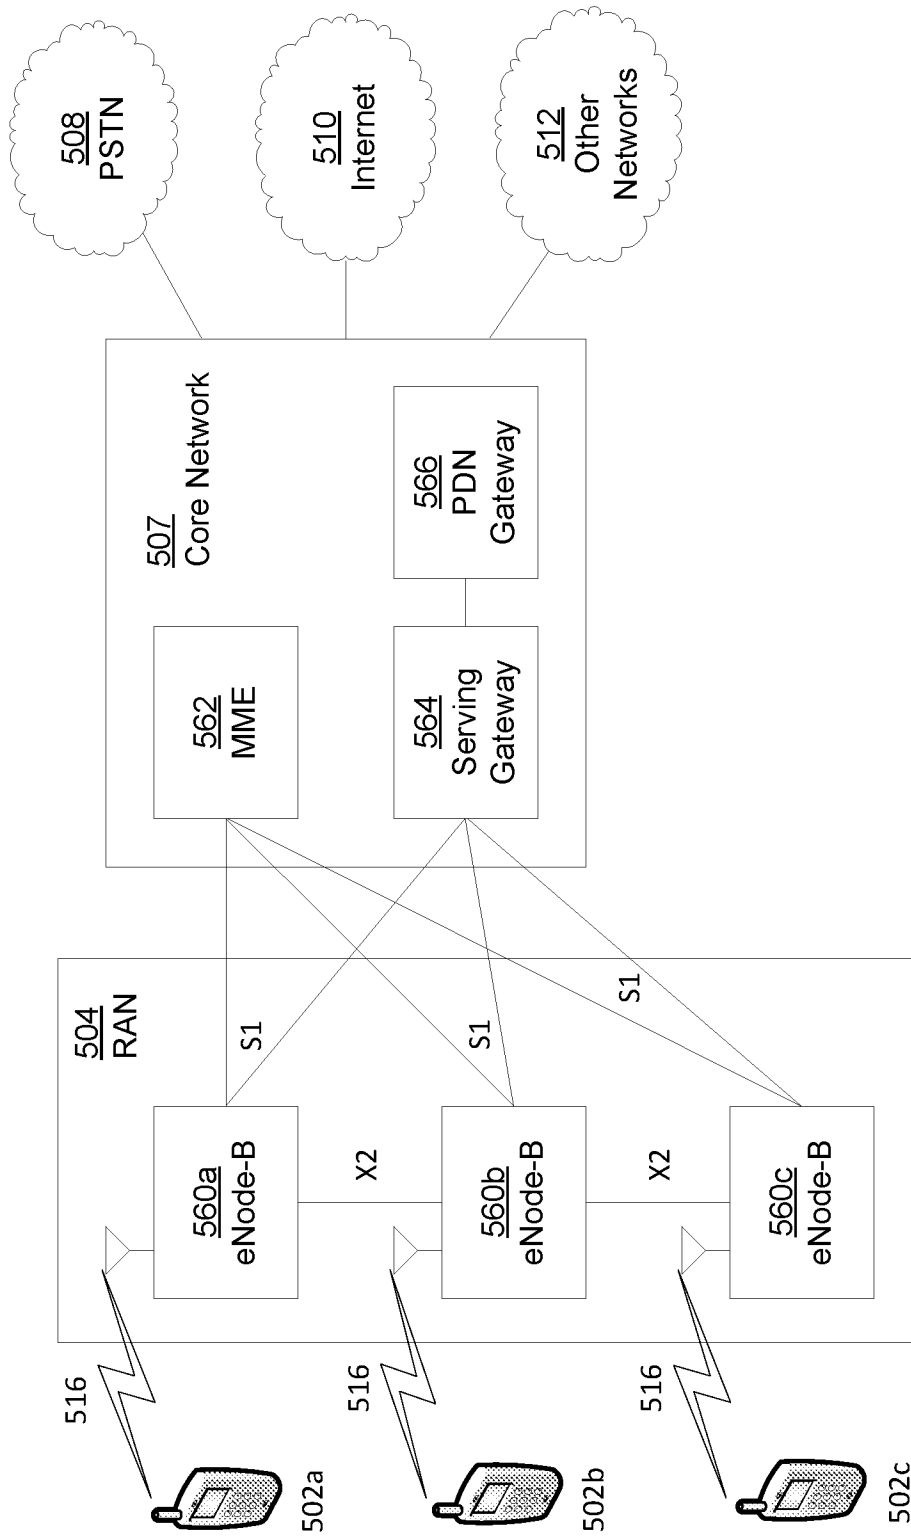 508
PSTN
510
Internet
512
Other
Networks
507
Core Network
562
MME
566
PDN
Gateway
564
Serving
Gateway
504
RAN
S1
S1
S1
560a
eNode-B
X2
560b
eNode-B
X2
560c
eNode-B
516
516
516
502a
502b
502c